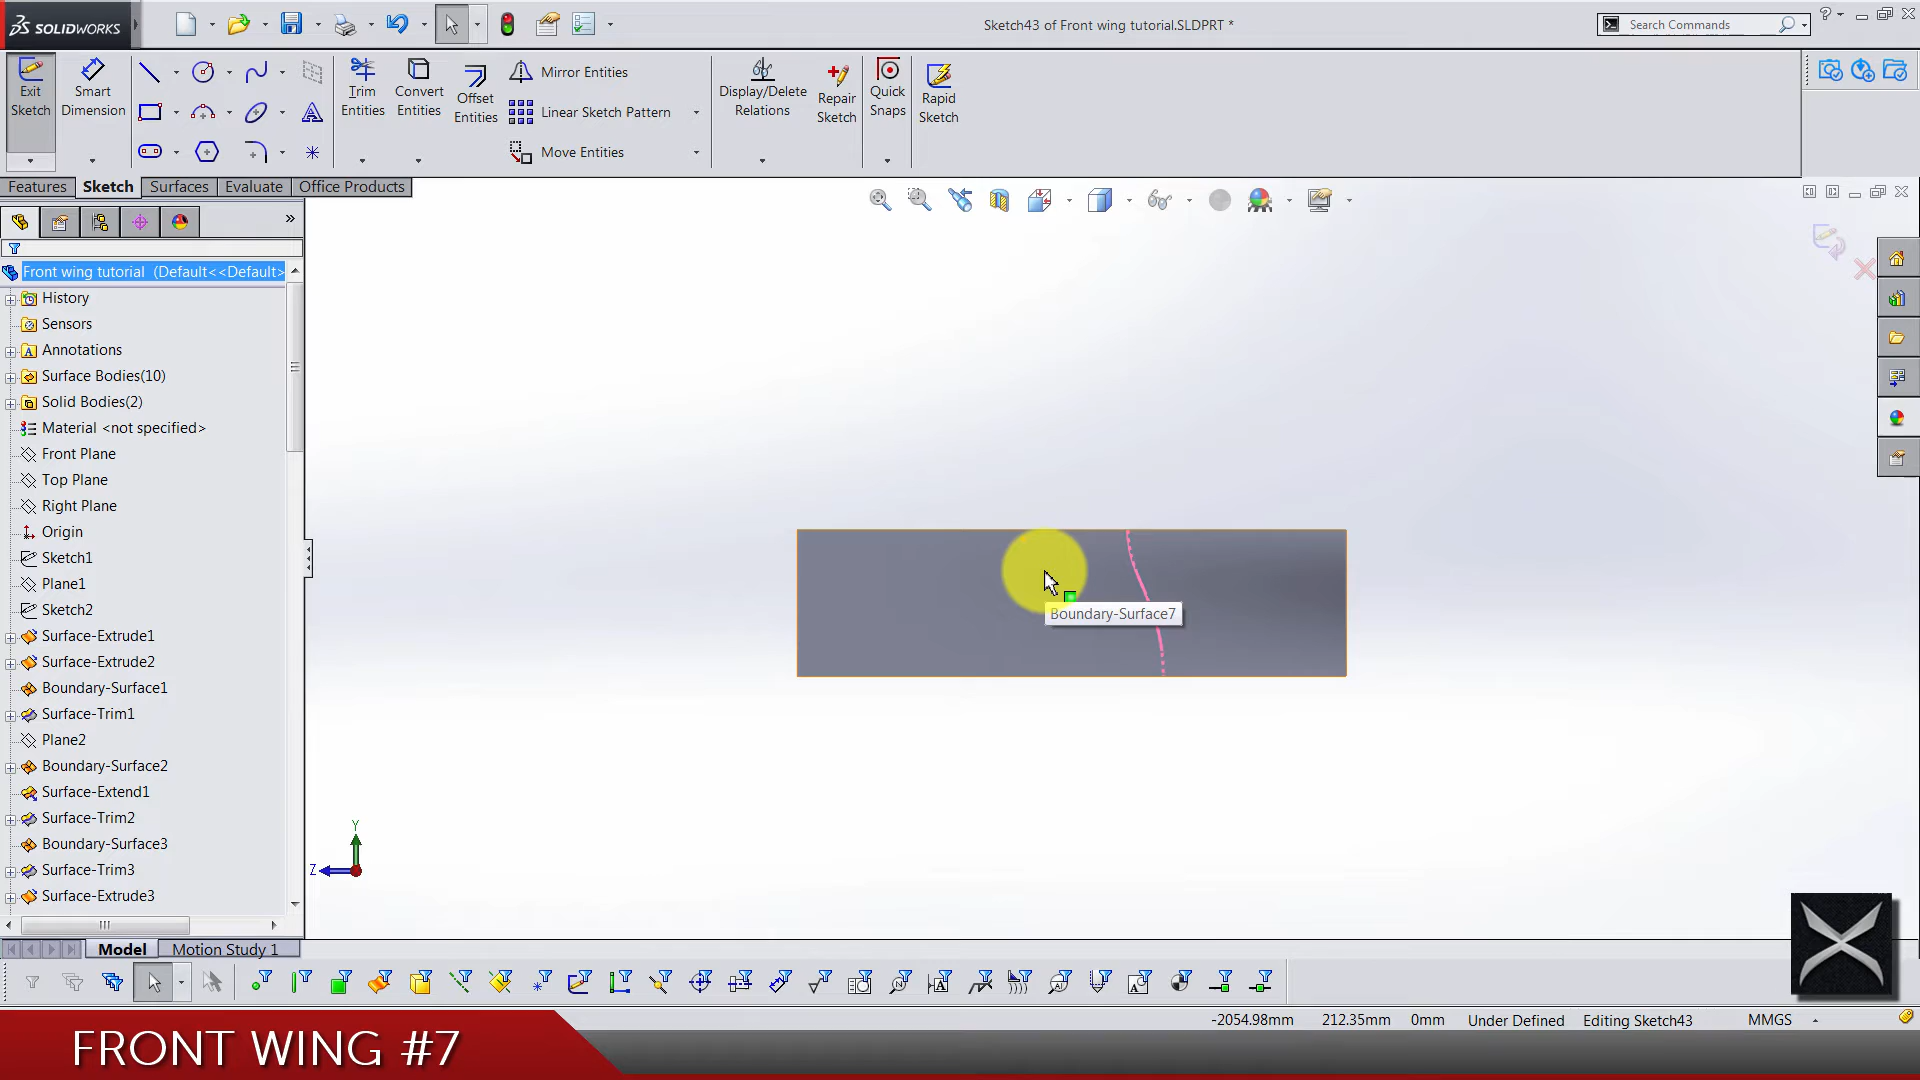 SOLIDWORKS
Sketch43 of Front wing tutorial.SLDPRT *
Search Commands
Exit
Sketch
Smart
Dimension
Trim
Entities
Convert
Entities
Offset
Entities
Mirror Entities
Linear Sketch Pattern
Move Entities
Display/Delete
Relations
Repair
Sketch
Quick
Snaps
Rapid
Sketch
Features
Sketch
Surfaces
Evaluate
Office Products
Front wing tutorial (Default<<Default>
History
Sensors
Annotations
Surface Bodies(10)
Solid Bodies(2)
Material <not specified>
Front Plane
Top Plane
Right Plane
Origin
Sketch1
Plane1
Sketch2
Surface-Extrude1
Surface-Extrude2
Boundary-Surface1
Surface-Trim1
Plane2
Boundary-Surface2
Surface-Extend1
Surface-Trim2
Boundary-Surface3
Surface-Trim3
Surface-Extrude3
Boundary-Surface7
Y
Z
Model
Motion Study 1
-2054.98mm 212.35mm 0mm Under Defined Editing Sketch43 MMGS
FRONT WING #7